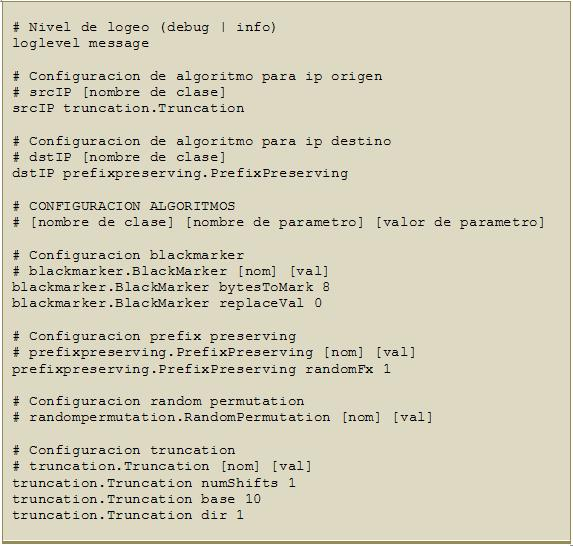 # Nivel de logeo (debug | info)
loglevel message
# Configuracion de algoritmo para ip origen
# srcIP [nombre de clase]
srcIP truncation.Truncation
# Configuracion de algoritmo para ip destino
# dstIP [nombre de clase]
dstIP prefixpreserving.PrefixPreserving
# CONFIGURACION ALGORITMOS
# [nombre de clase] [nombre de parametro] [valor de parametro]
# Configuracion blackmarker
# blackmarker.BlackMarker [nom] [val]
blackmarker.BlackMarker bytesToMark 8
blackmarker.BlackMarker replaceVal 0
# Configuracion prefix preserving
# prefixpreserving.PrefixPreserving [nom] [val]
prefixpreserving.PrefixPreserving randomFx 1
# Configuracion random permutation
# randompermutation.RandomPermutation [nom] [val]
# Configuracion truncation
# truncation.Truncation [nom] [val]
truncation.Truncation numShifts 1
truncation.Truncation base 10
truncation.Truncation dir 1